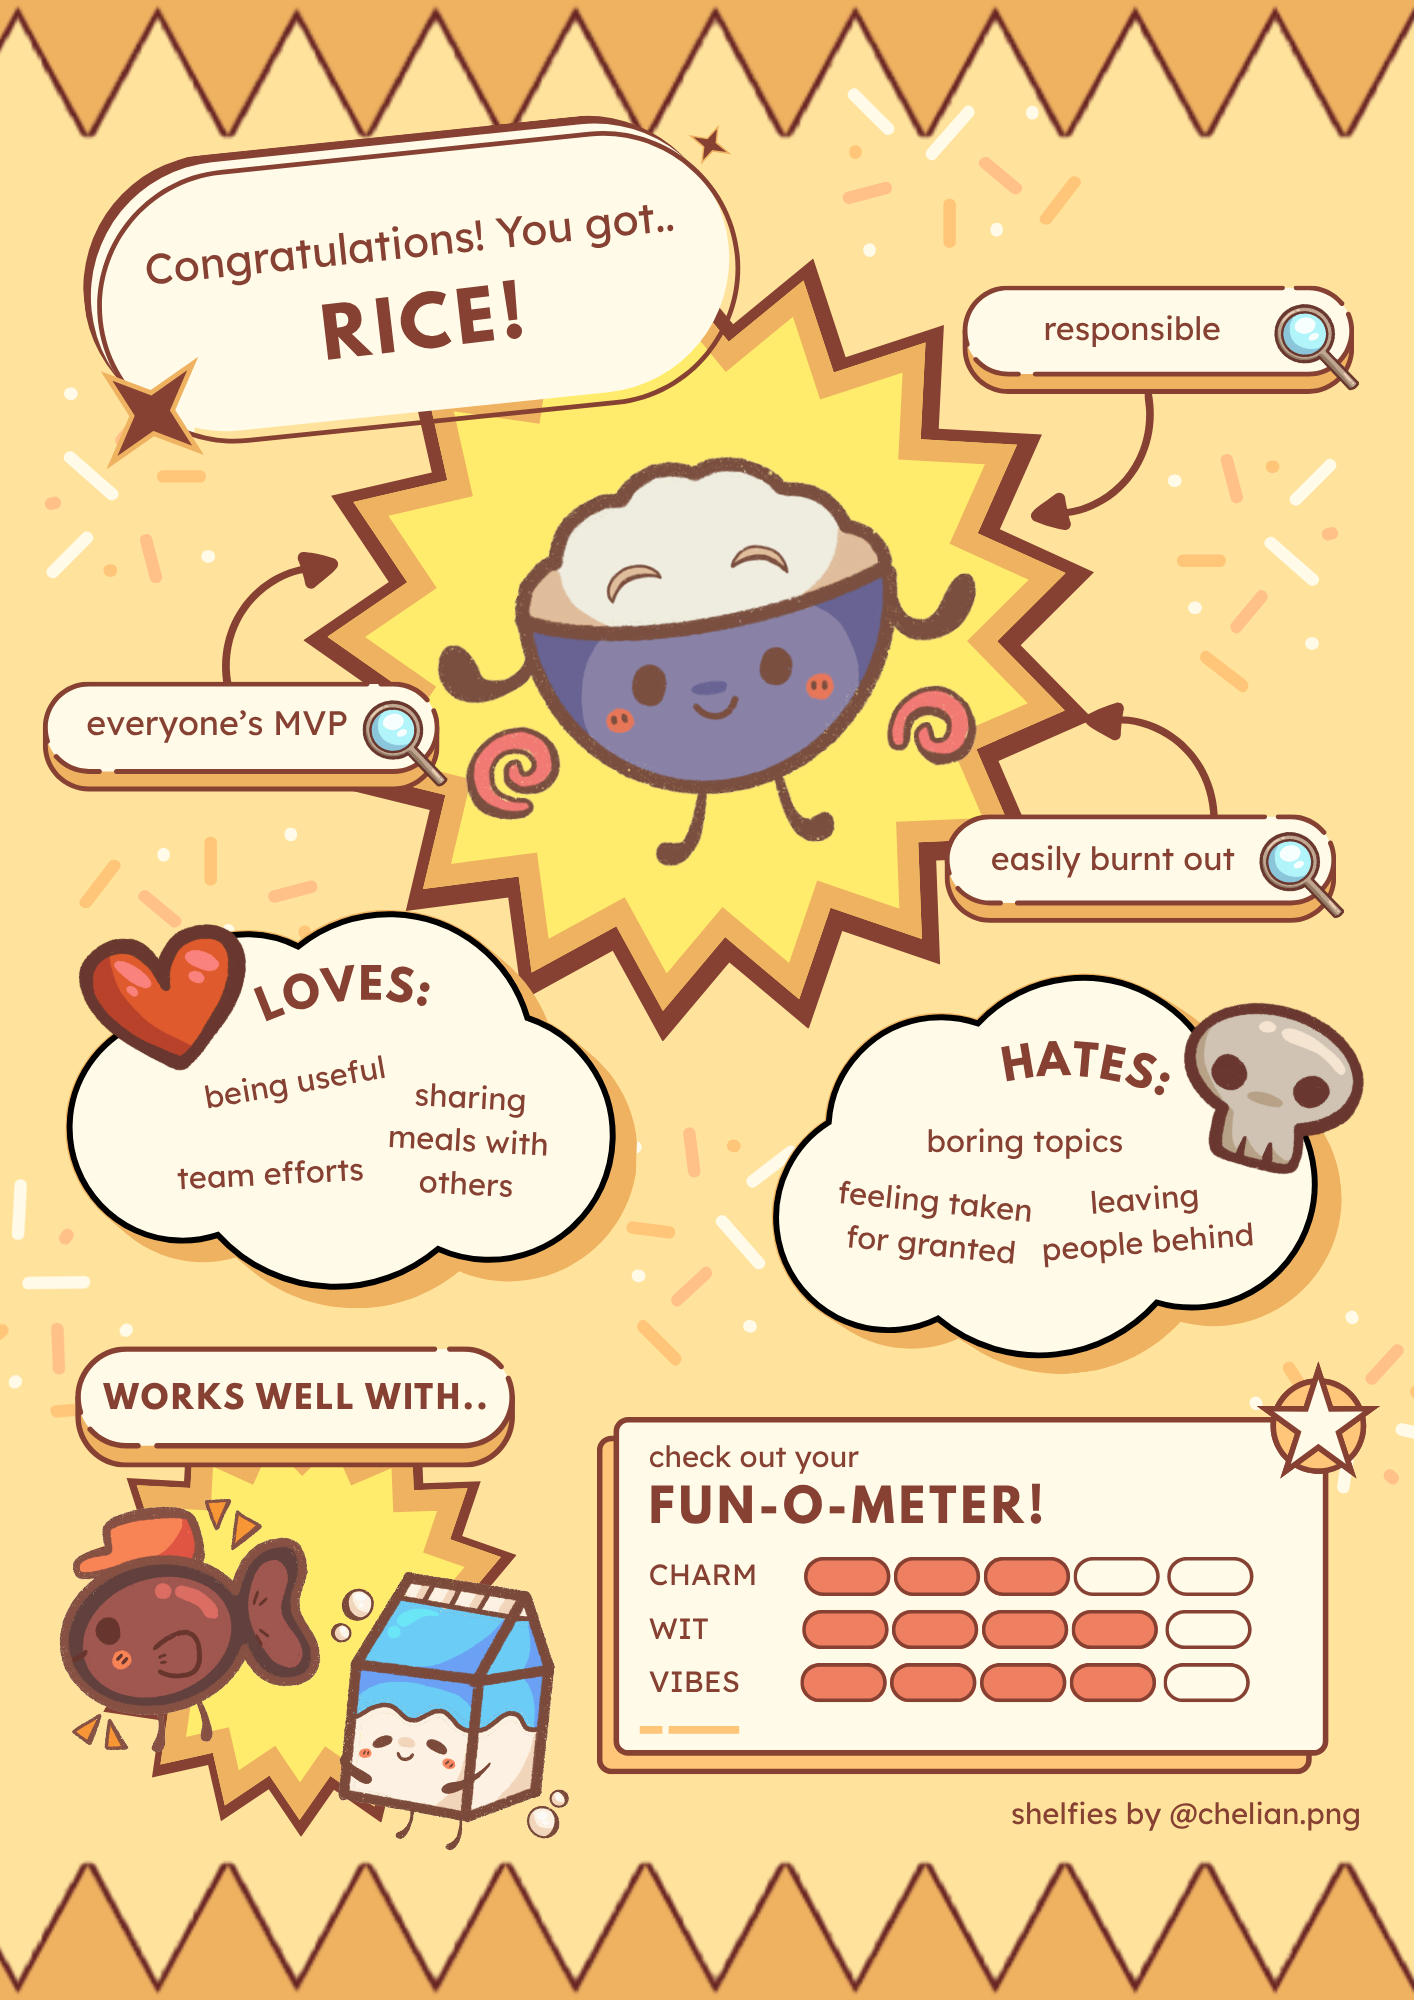 Congratulations! You got..
RICE!
responsible
everyone's MVP
easily burnt out
LOVES:
being useful
sharing
meals with
others
team efforts
HATES:
boring topics
feeling taken
for granted
leaving
people behind
WORKS WELL WITH..
check out your
FUN-O-METER!
CHARM
WIT
VIBES
shelfies by @chelian.png